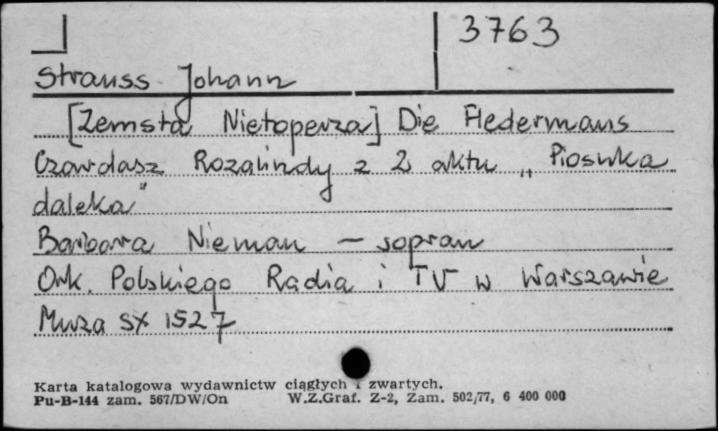 3763
Strauss Johann
[Zemsta Nietoperza] Die Fledermaus
Czardasz Rozalindy z 2 aktu „Piosnka
daleka"
Barbara Nieman – sopran
Ork. Polskiego Radia i TV w Warszawie
Muza SX 1527
Karta katalogowa wydawnictw ciągłych i zwartych.
Pu-B-144 zam. 567/DW/On W.Z.Graf. Z-2, Zam. 502/77, 6 400 000